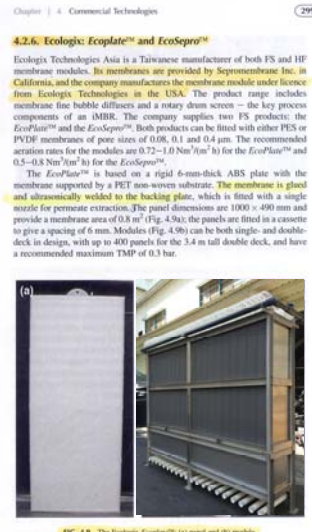 Chapter | 4 Commercial Technologies
4.2.6. Ecologix: Ecoplate™ and EcoSepro™
Ecologix Technologies Asia is a Taiwanese manufacturer of both FS and HF
membrane modules. Its membranes are provided by Sepromembrane Inc. in
California, and the company manufactures the membrane module under licence
from Ecologix Technologies in the USA. The product range includes
membrane fine bubble diffusers and a rotary drum screen — the key process
components of an iMBR. The company supplies two FS products: the
EcoPlate™ and the EcoSepro™. Both products can be fitted with either PES or
PVDF membranes of pore sizes of 0.08, 0.1 and 0.4 μm. The recommended
aeration rates for the modules are 0.72–1.0 Nm³/(m² h) for the EcoPlate™ and
0.5–0.8 Nm³/(m² h) for the EcoSepro™.
The EcoPlate™ is based on a rigid 6-mm-thick ABS plate with the
membrane supported by a PET non-woven substrate. The membrane is glued
and ultrasonically welded to the backing plate, which is fitted with a single
nozzle for permeate extraction. The panel dimensions are 1000 × 490 mm and
provide a membrane area of 0.8 m² (Fig. 4.9a); the panels are fitted in a cassette
to give a spacing of 6 mm. Modules (Fig. 4.9b) can be both single- and double-
deck in design, with up to 400 panels for the 3.4 m tall double deck, and have
a recommended maximum TMP of 0.3 bar.
(a)
FIG. 4.9 The Ecologix Ecoplate™: (a) panel and (b) module.